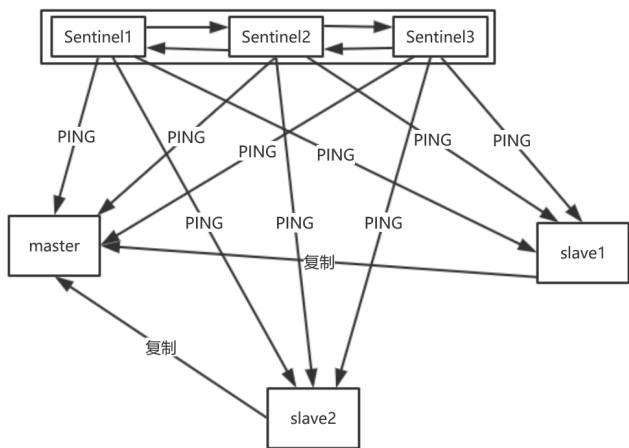 Sentinel1
Sentinel2
Sentinel3
PING
PING
PING
PING
PING
PING
PING
PING
PING
master
slave1
复制
复制
slave2